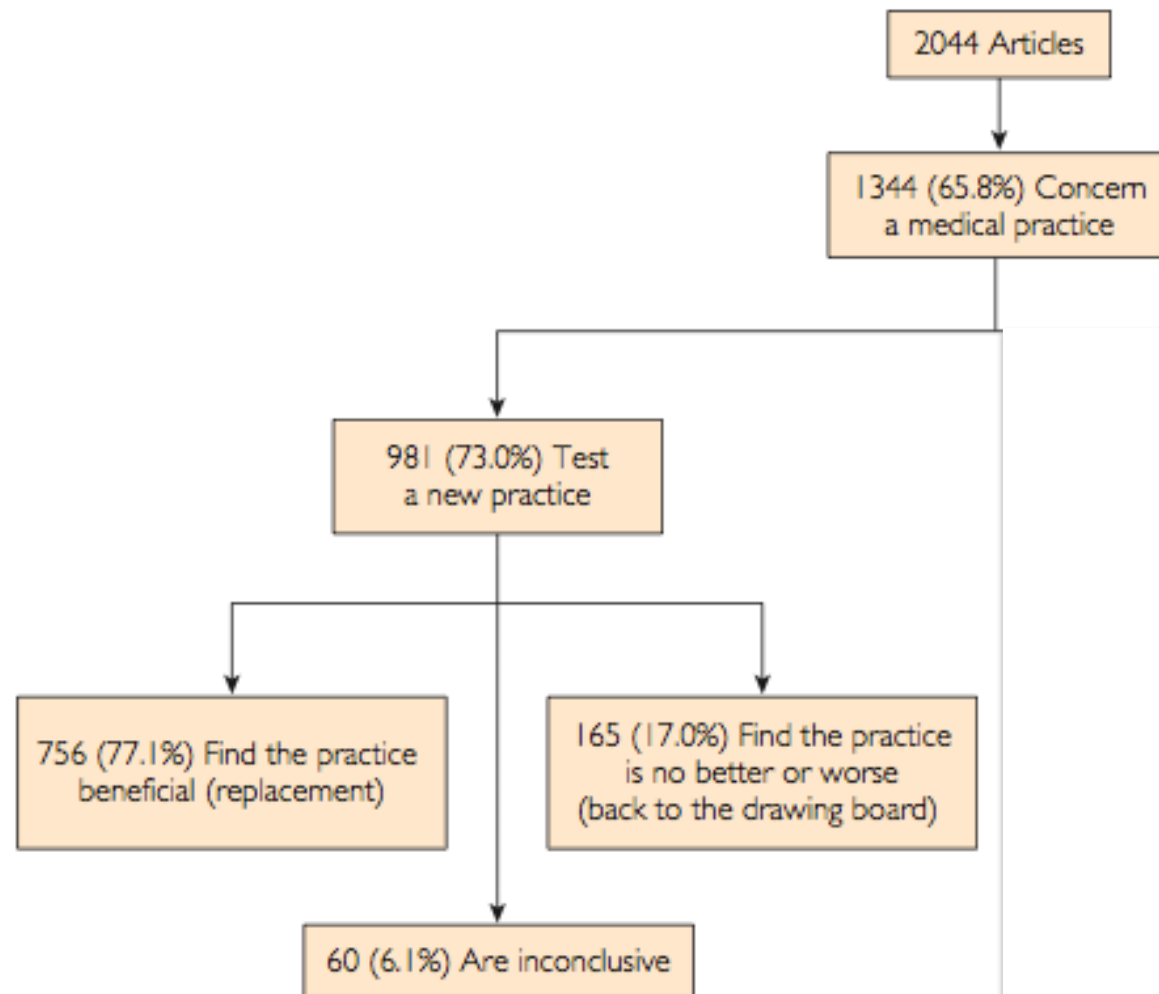 2044 Articles
1344 (65.8%) Concern
a medical practice
981 (73.0%) Test
a new practice
756 (77.1%) Find the practice
beneficial (replacement)
165 (17.0%) Find the practice
is no better or worse
(back to the drawing board)
60 (6.1%) Are inconclusive